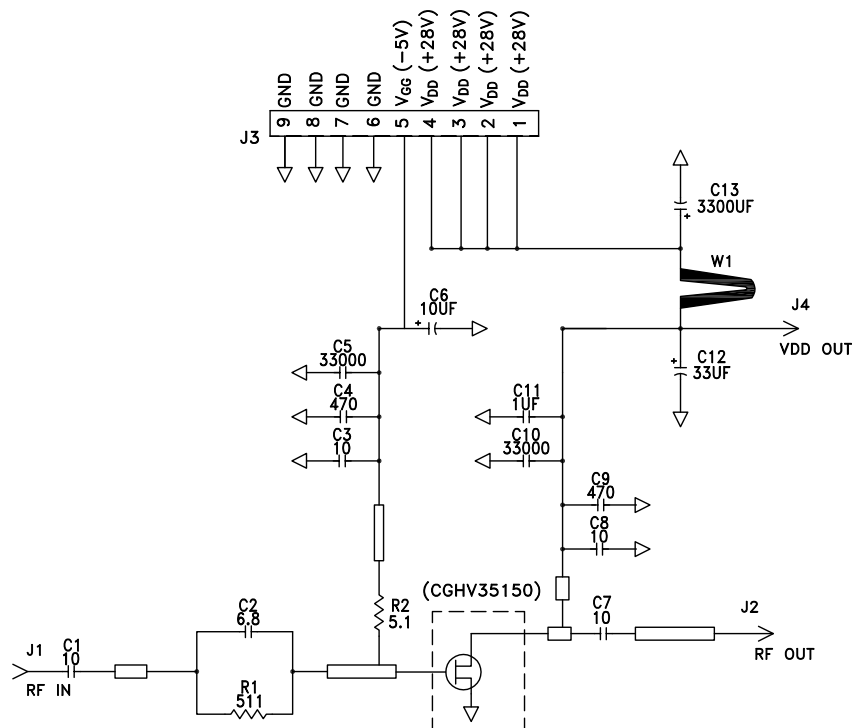 GND
GND
GND
GND
VGG (-5V)
VDD (+28V)
VDD (+28V)
VDD (+28V)
VDD (+28V)
J3
9
8
7
6
5
4
3
2
1
C13
3300UF
W1
C6
10UF
J4
VDD OUT
C5
33000
C12
33UF
C4
470
C11
1UF
C3
10
C10
33000
C9
470
C8
10
(CGHV35150)
R2
5.1
C2
6.8
C7
10
J2
RF OUT
J1
C1
10
RF IN
R1
511